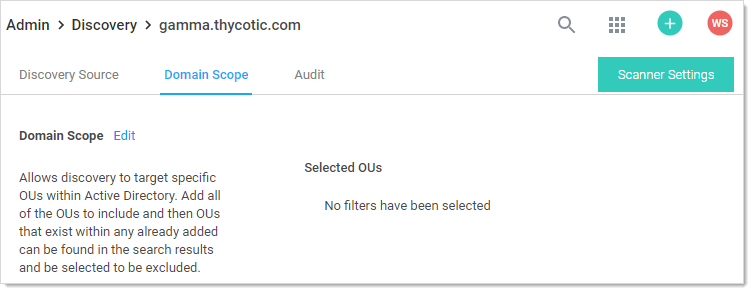 Admin > Discovery > gamma.thycotic.com
WS
Discovery Source Domain Scope Audit Scanner Settings
Domain Scope Edit
Allows discovery to target specific
OUs within Active Directory. Add all
of the OUs to include and then OUs
that exist within any already added
can be found in the search results
and be selected to be excluded.
Selected OUs
No filters have been selected